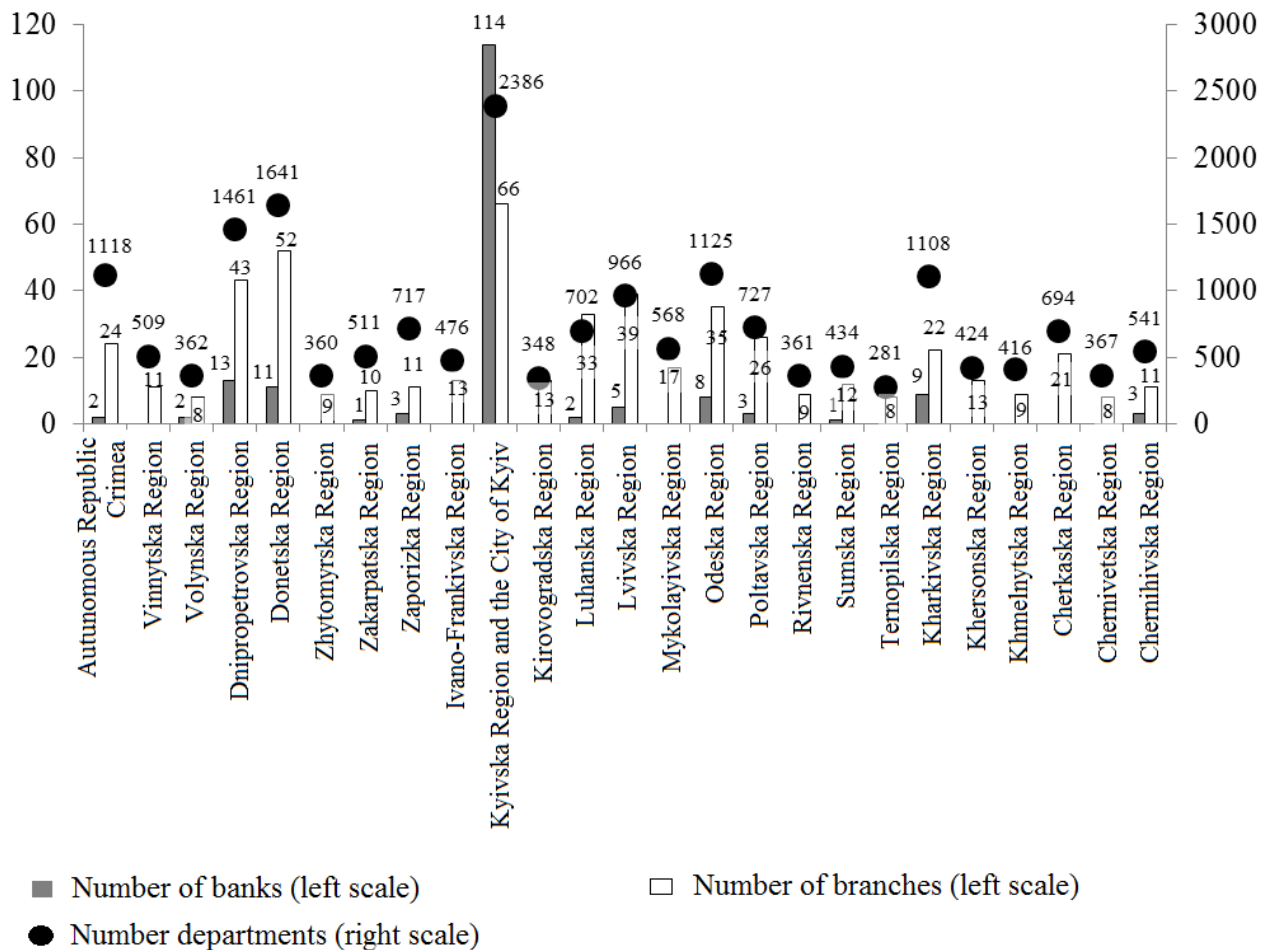 120
100
80
60
40
20
0
3000
2500
2000
1500
1000
500
0
2
24
1118
11
509
2
8
362
13
43
1461
11
52
1641
9
360
1
10
511
3
11
717
13
476
114
66
2386
13
348
2
33
702
5
39
966
17
568
8
35
1125
3
26
727
9
361
1
12
434
8
281
9
22
1108
13
424
9
416
21
694
8
367
3
11
541
Autunomous Republic
Crimea
Vinnytska Region
Volynska Region
Dnipropetrovska Region
Donetska Region
Zhytomyrska Region
Zakarpatska Region
Zaporizka Region
Ivano-Frankivska Region
Kyivska Region and the City of Kyiv
Kirovogradska Region
Luhanska Region
Lvivska Region
Mykolayivska Region
Odeska Region
Poltavska Region
Rivnenska Region
Sumska Region
Ternopilska Region
Kharkivska Region
Khersonska Region
Khmelnytska Region
Cherkaska Region
Chernivetska Region
Chernihivska Region
Number of banks (left scale)
Number of branches (left scale)
Number departments (right scale)